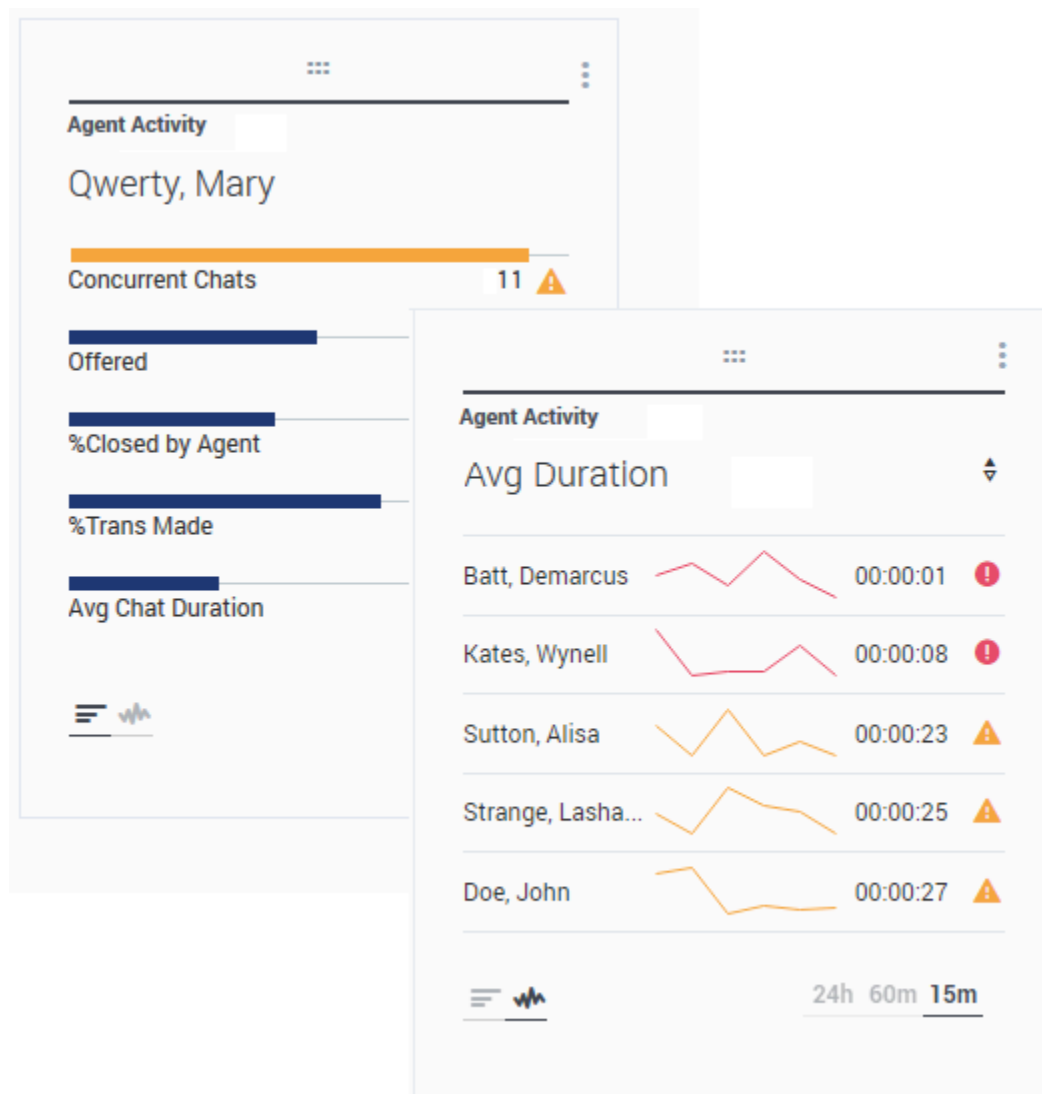 Agent Activity
Qwerty, Mary
Concurrent Chats 11
Offered
%Closed by Agent
%Trans Made
Avg Chat Duration
Agent Activity
Avg Duration
Batt, Demarcus 00:00:01
Kates, Wynell 00:00:08
Sutton, Alisa 00:00:23
Strange, Lasha... 00:00:25
Doe, John 00:00:27
24h 60m 15m